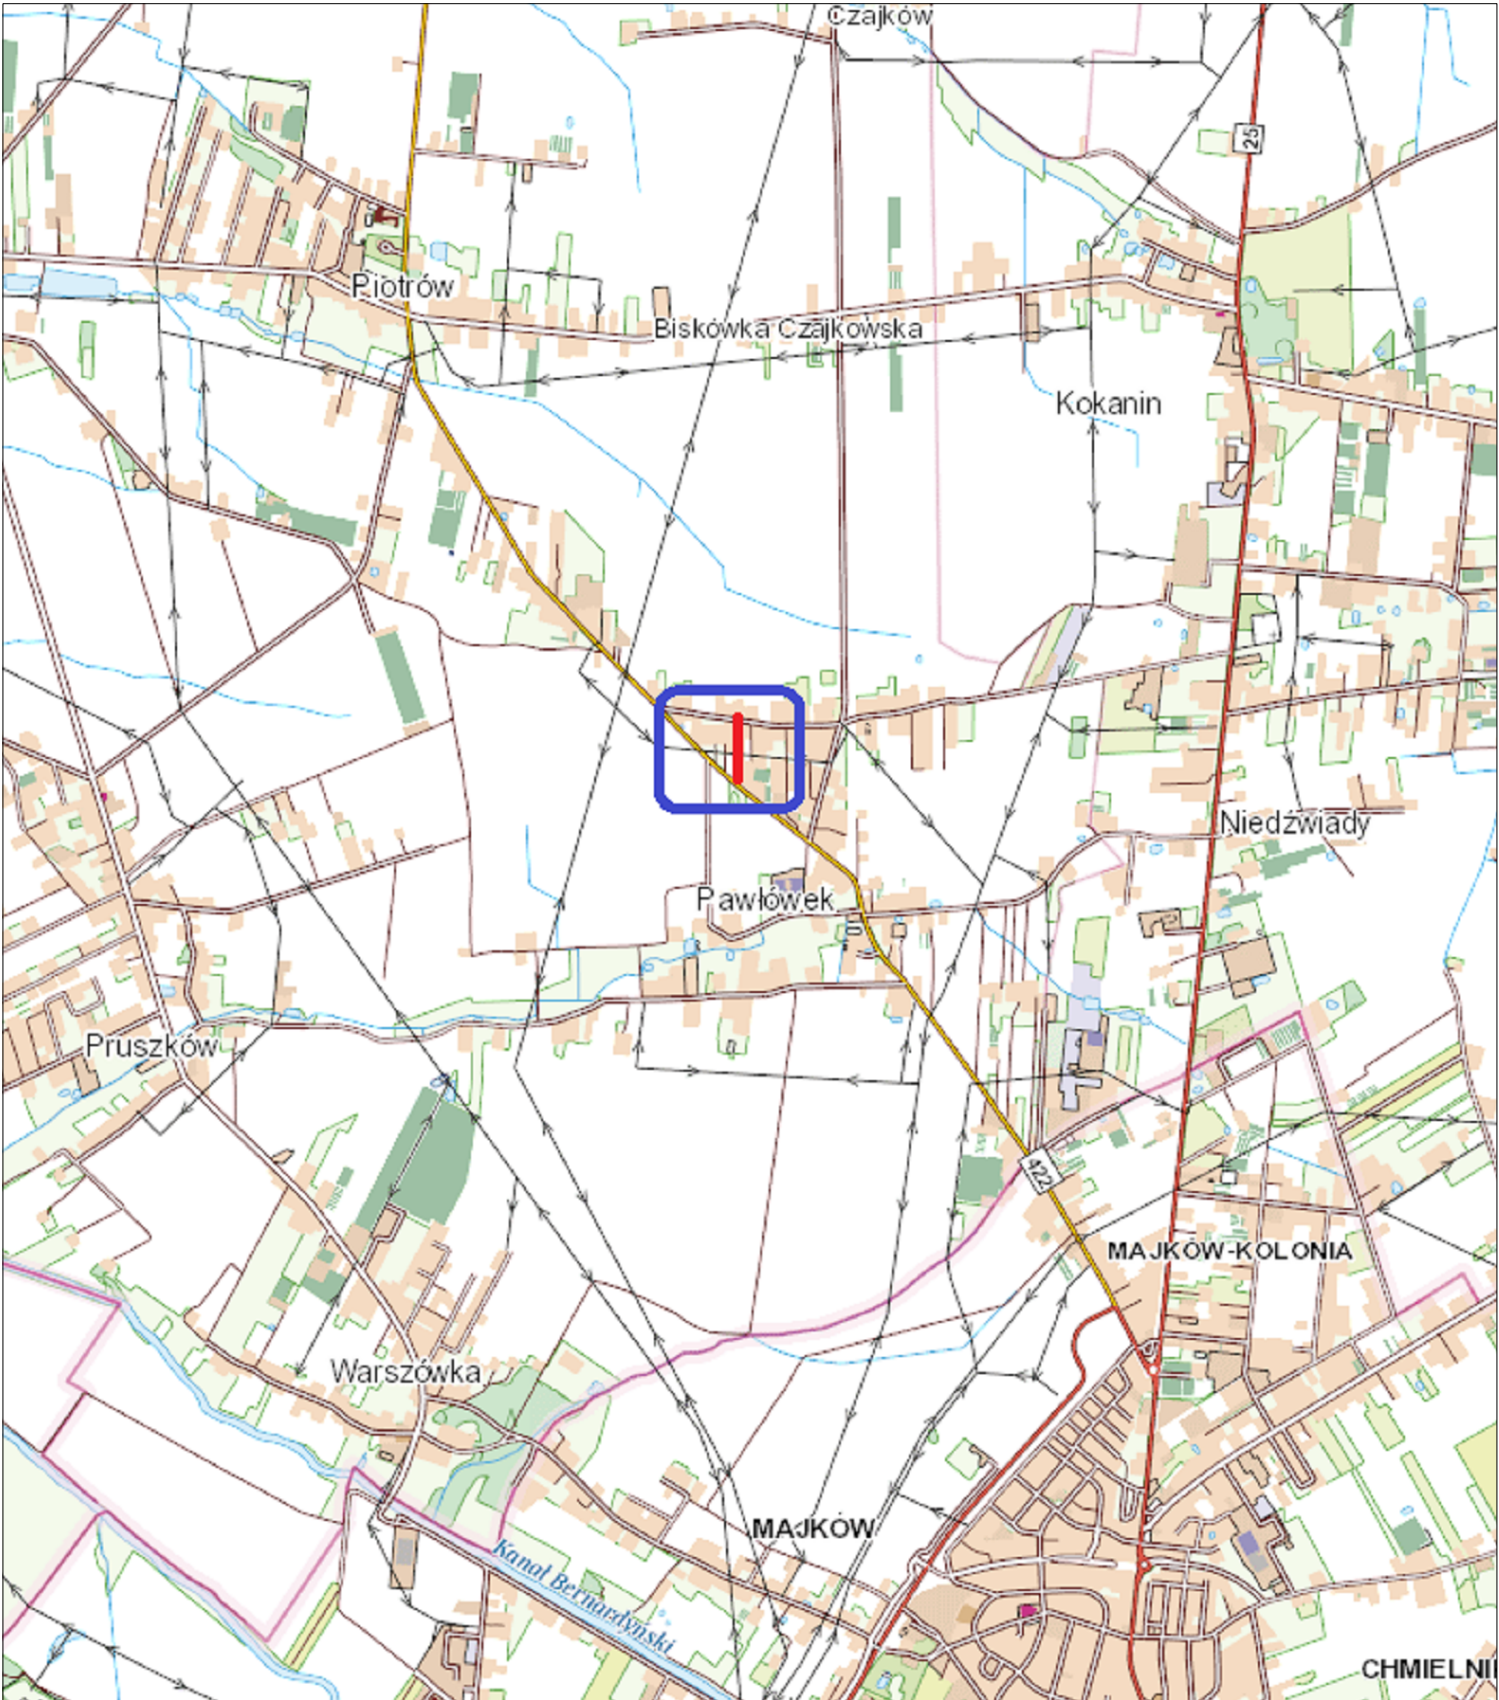 Czajków
25
Piotrów
Biskówka Czajkowska
Kokanin
Niedźwiady
Pawłówek
Pruszków
422
MAJKÓW-KOLONIA
Warszówka
MAJKÓW
Kanał Bernardyński
CHMIELNI